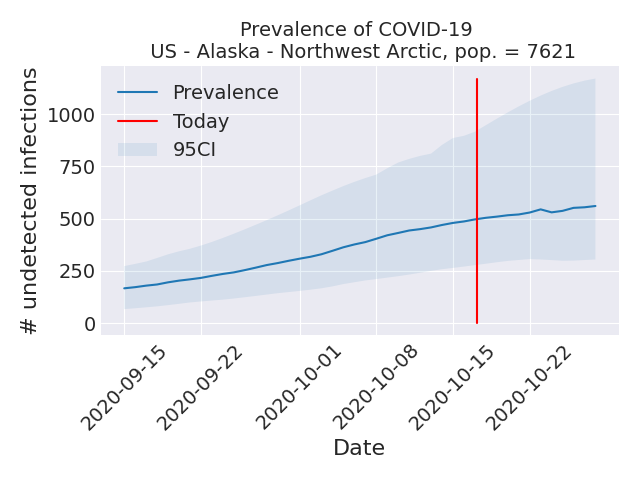 Prevalence of COVID-19
US - Alaska - Northwest Arctic, pop. = 7621
# undetected infections
1000
750
500
250
0
Prevalence
Today
95CI
2020-09-15
2020-09-22
2020-10-01
2020-10-08
2020-10-15
2020-10-22
Date